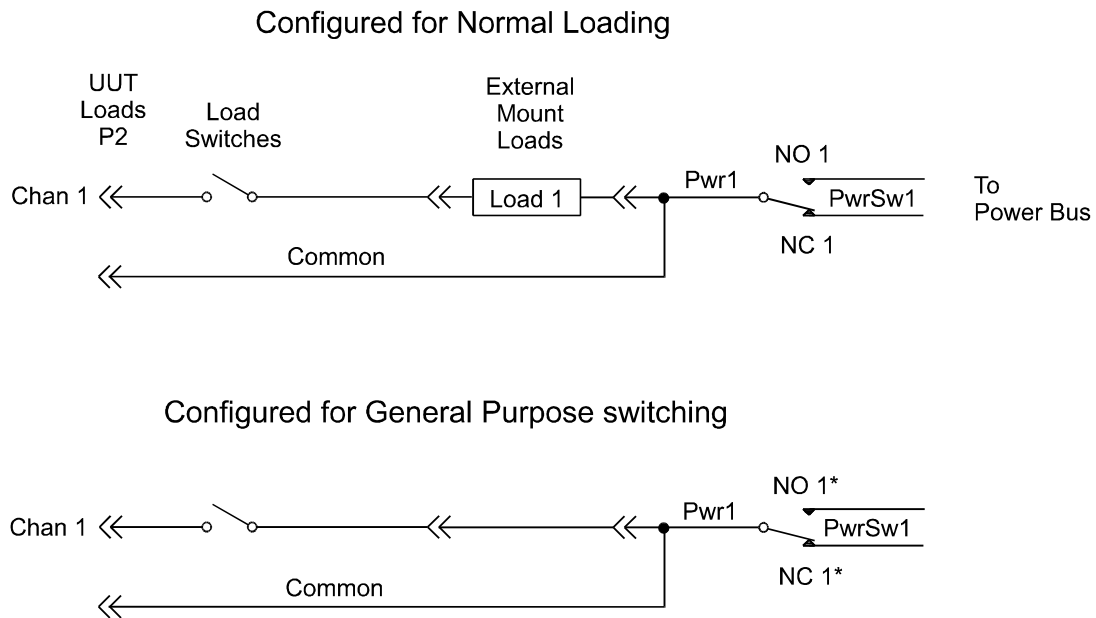 Configured for Normal Loading
UUT
Loads
P2
Load
Switches
External
Mount
Loads
NO 1
Chan 1
Load 1
Pwr1
PwrSw1
To
Power Bus
NC 1
Common
Configured for General Purpose switching
NO 1*
Chan 1
Pwr1
PwrSw1
NC 1*
Common